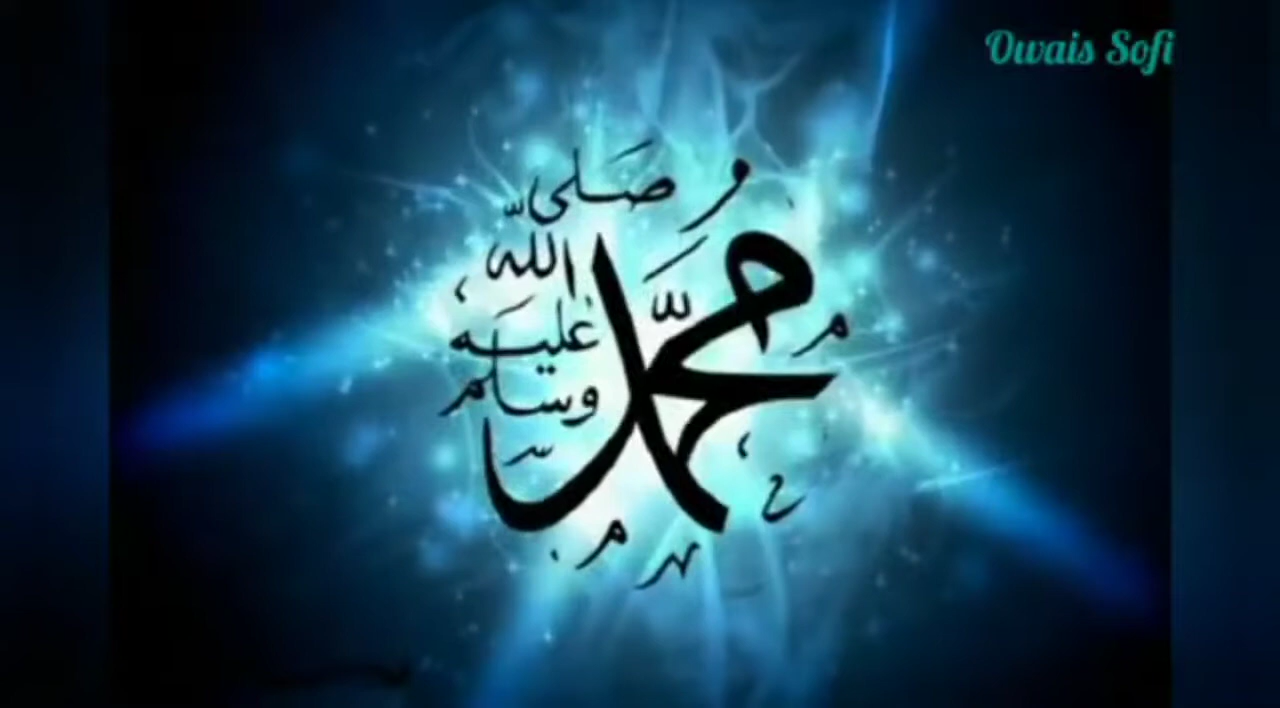 Owais Sofi
محمد
صلى
الله
عليه
وسلم